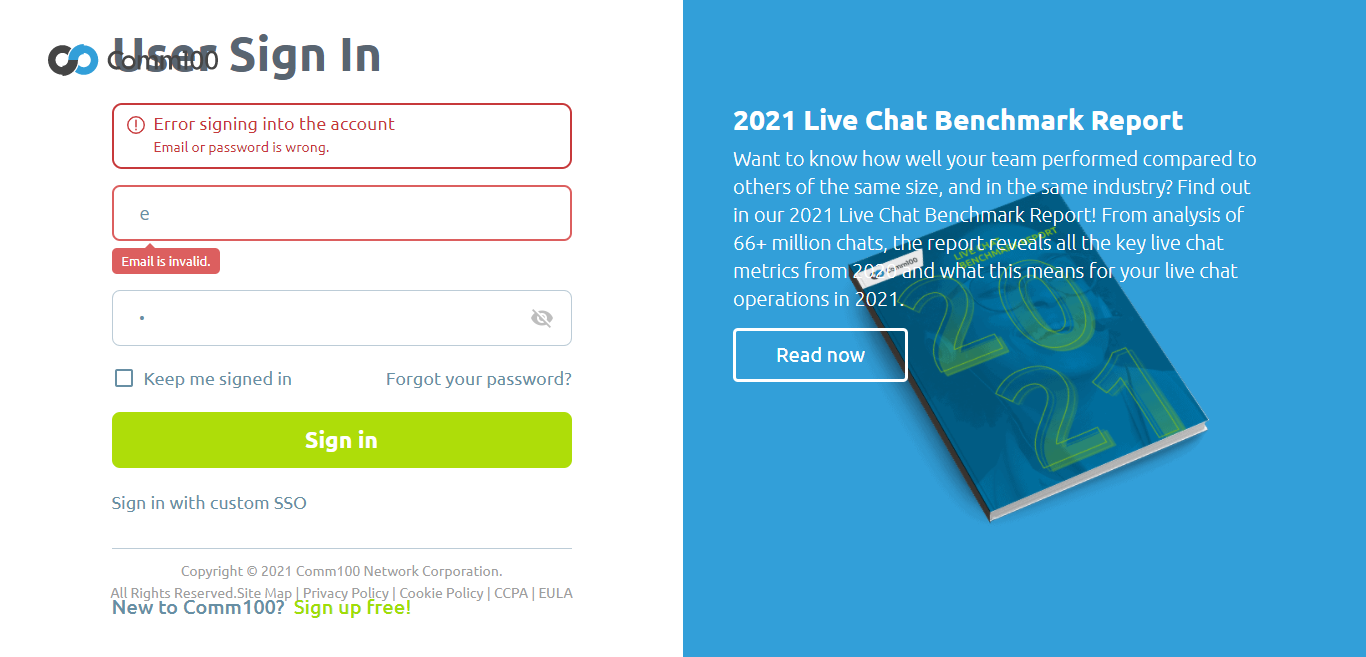 Comm100
User Sign In
Error signing into the account
Email or password is wrong.
e
Email is invalid.
•
Keep me signed in
Forgot your password?
Sign in
Sign in with custom SSO
Copyright © 2021 Comm100 Network Corporation.
All Rights Reserved.Site Map | Privacy Policy | Cookie Policy | CCPA | EULA
New to Comm100? Sign up free!
2021 Live Chat Benchmark Report
Want to know how well your team performed compared to
others of the same size, and in the same industry? Find out
in our 2021 Live Chat Benchmark Report! From analysis of
66+ million chats, the report reveals all the key live chat
metrics from 2020 and what this means for your live chat
operations in 2021.
Read now
Comm100
LIVE CHAT
BENCHMARK REPORT
20
21